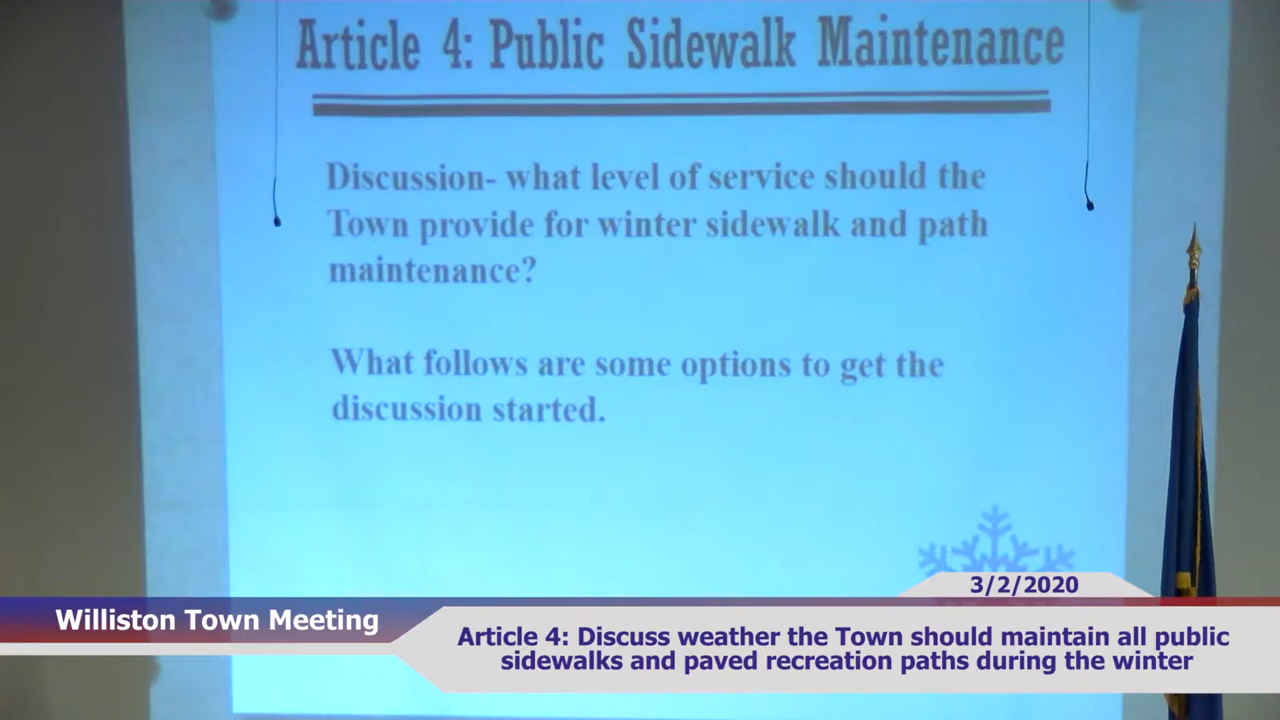 Article 4: Public Sidewalk Maintenance
Discussion- what level of service should the
Town provide for winter sidewalk and path
maintenance?
What follows are some options to get the
discussion started.
3/2/2020
Williston Town Meeting
Article 4: Discuss weather the Town should maintain all public
sidewalks and paved recreation paths during the winter